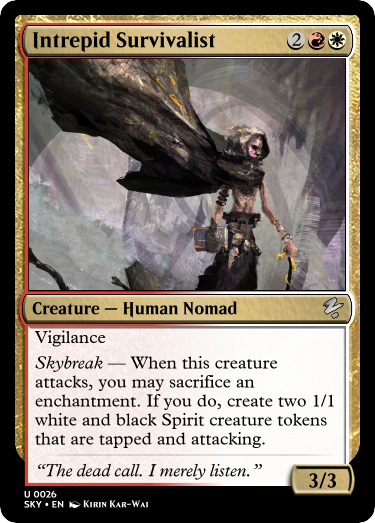 Intrepid Survivalist 2
Creature — Human Nomad
Vigilance
Skybreak — When this creature
attacks, you may sacrifice an
enchantment. If you do, create two 1/1
white and black Spirit creature tokens
that are tapped and attacking.
“The dead call. I merely listen.”
3/3
U 0026
SKY • EN Kirin Kar-Wai